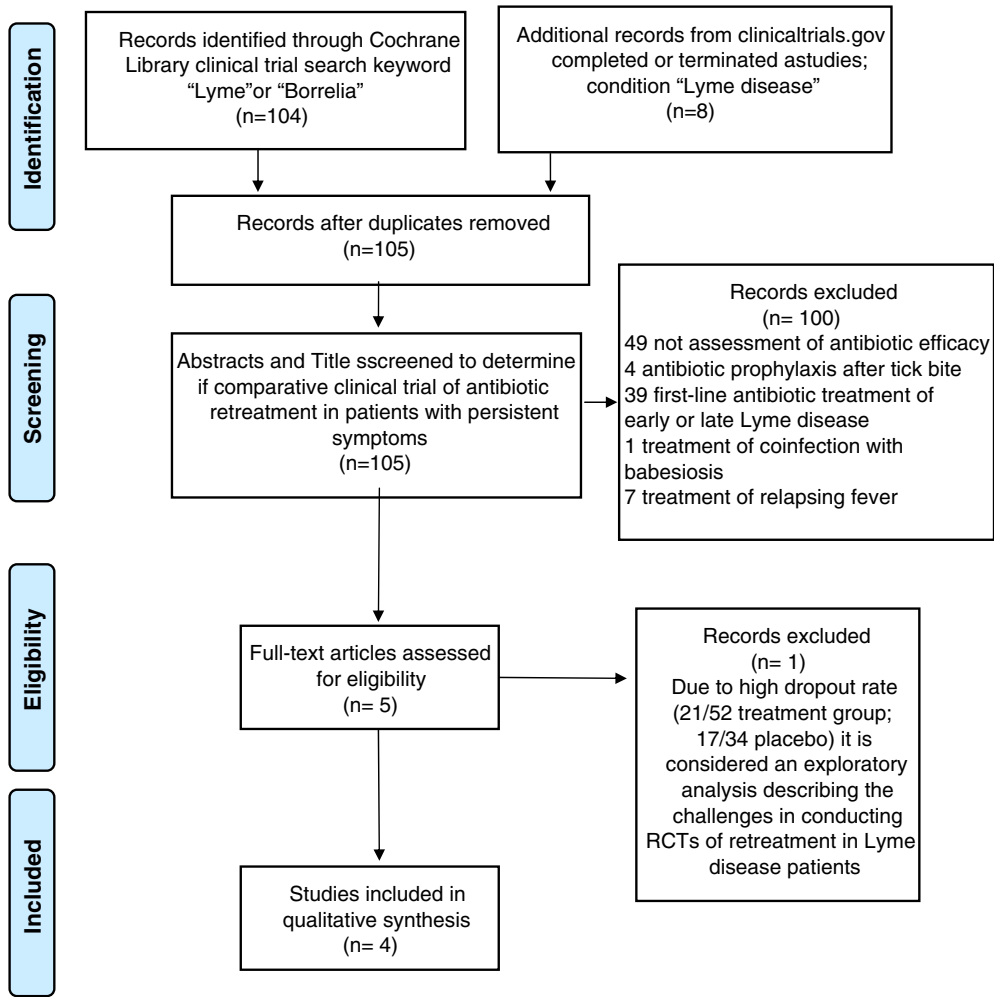 Identification
Records identified through Cochrane
Library clinical trial search keyword
“Lyme”or “Borrelia”
(n=104)
Additional records from clinicaltrials.gov
completed or terminated astudies;
condition “Lyme disease”
(n=8)
Records after duplicates removed
(n=105)
Screening
Abstracts and Title sscreened to determine
if comparative clinical trial of antibiotic
retreatment in patients with persistent
symptoms
(n=105)
Records excluded
(n= 100)
49 not assessment of antibiotic efficacy
4 antibiotic prophylaxis after tick bite
39 first-line antibiotic treatment of
early or late Lyme disease
1 treatment of coinfection with
babesiosis
7 treatment of relapsing fever
Eligibility
Full-text articles assessed
for eligibility
(n= 5)
Records excluded
(n= 1)
Due to high dropout rate
(21/52 treatment group;
17/34 placebo) it is
considered an exploratory
analysis describing the
challenges in conducting
RCTs of retreatment in Lyme
disease patients
Included
Studies included in
qualitative synthesis
(n= 4)